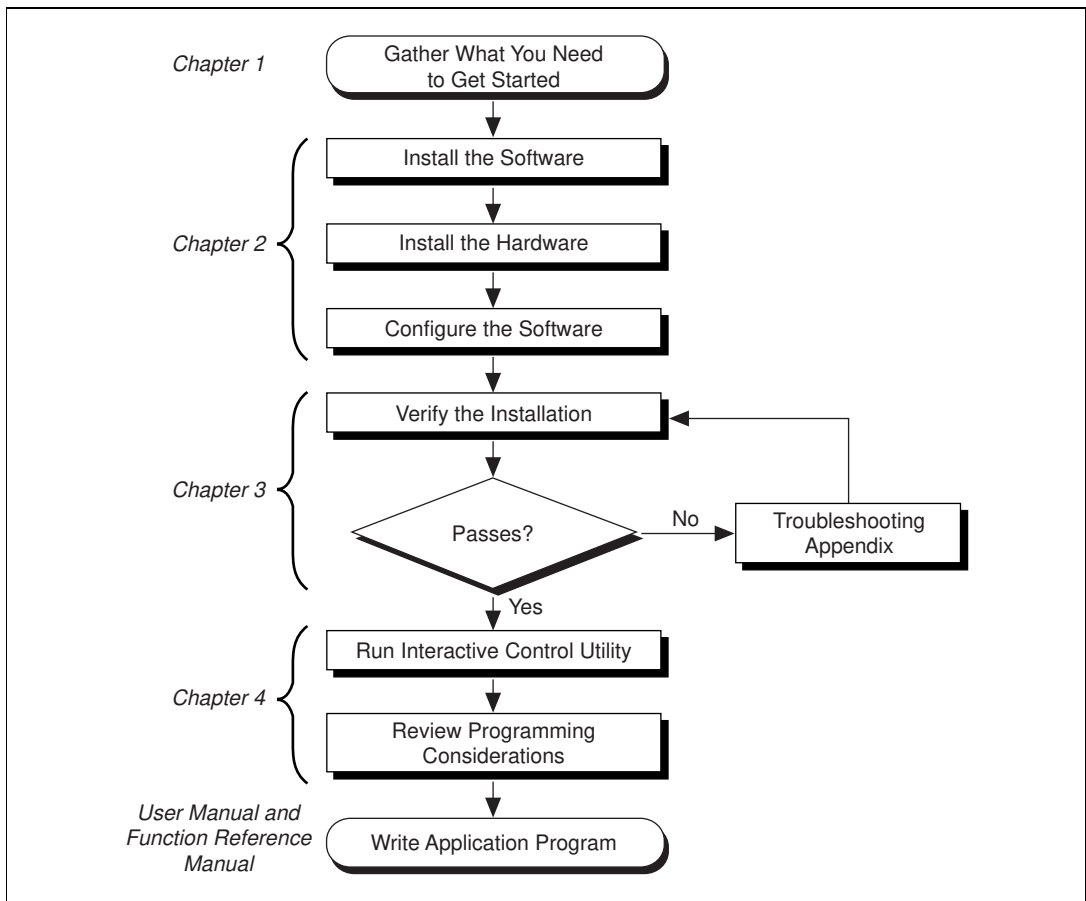 Chapter 1
Gather What You Need
to Get Started
Install the Software
Chapter 2
Install the Hardware
Configure the Software
Verify the Installation
Chapter 3
Passes?
No
Troubleshooting
Appendix
Yes
Run Interactive Control Utility
Chapter 4
Review Programming
Considerations
User Manual and
Function Reference
Manual
Write Application Program